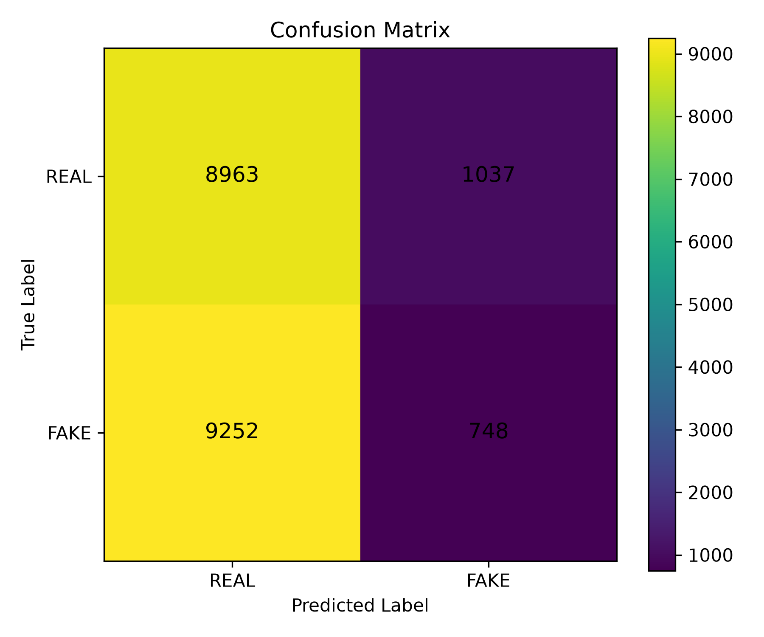 Confusion Matrix
9000
8000
REAL
8963
1037
7000
6000
True Label
5000
4000
FAKE
9252
748
3000
2000
1000
REAL
FAKE
Predicted Label